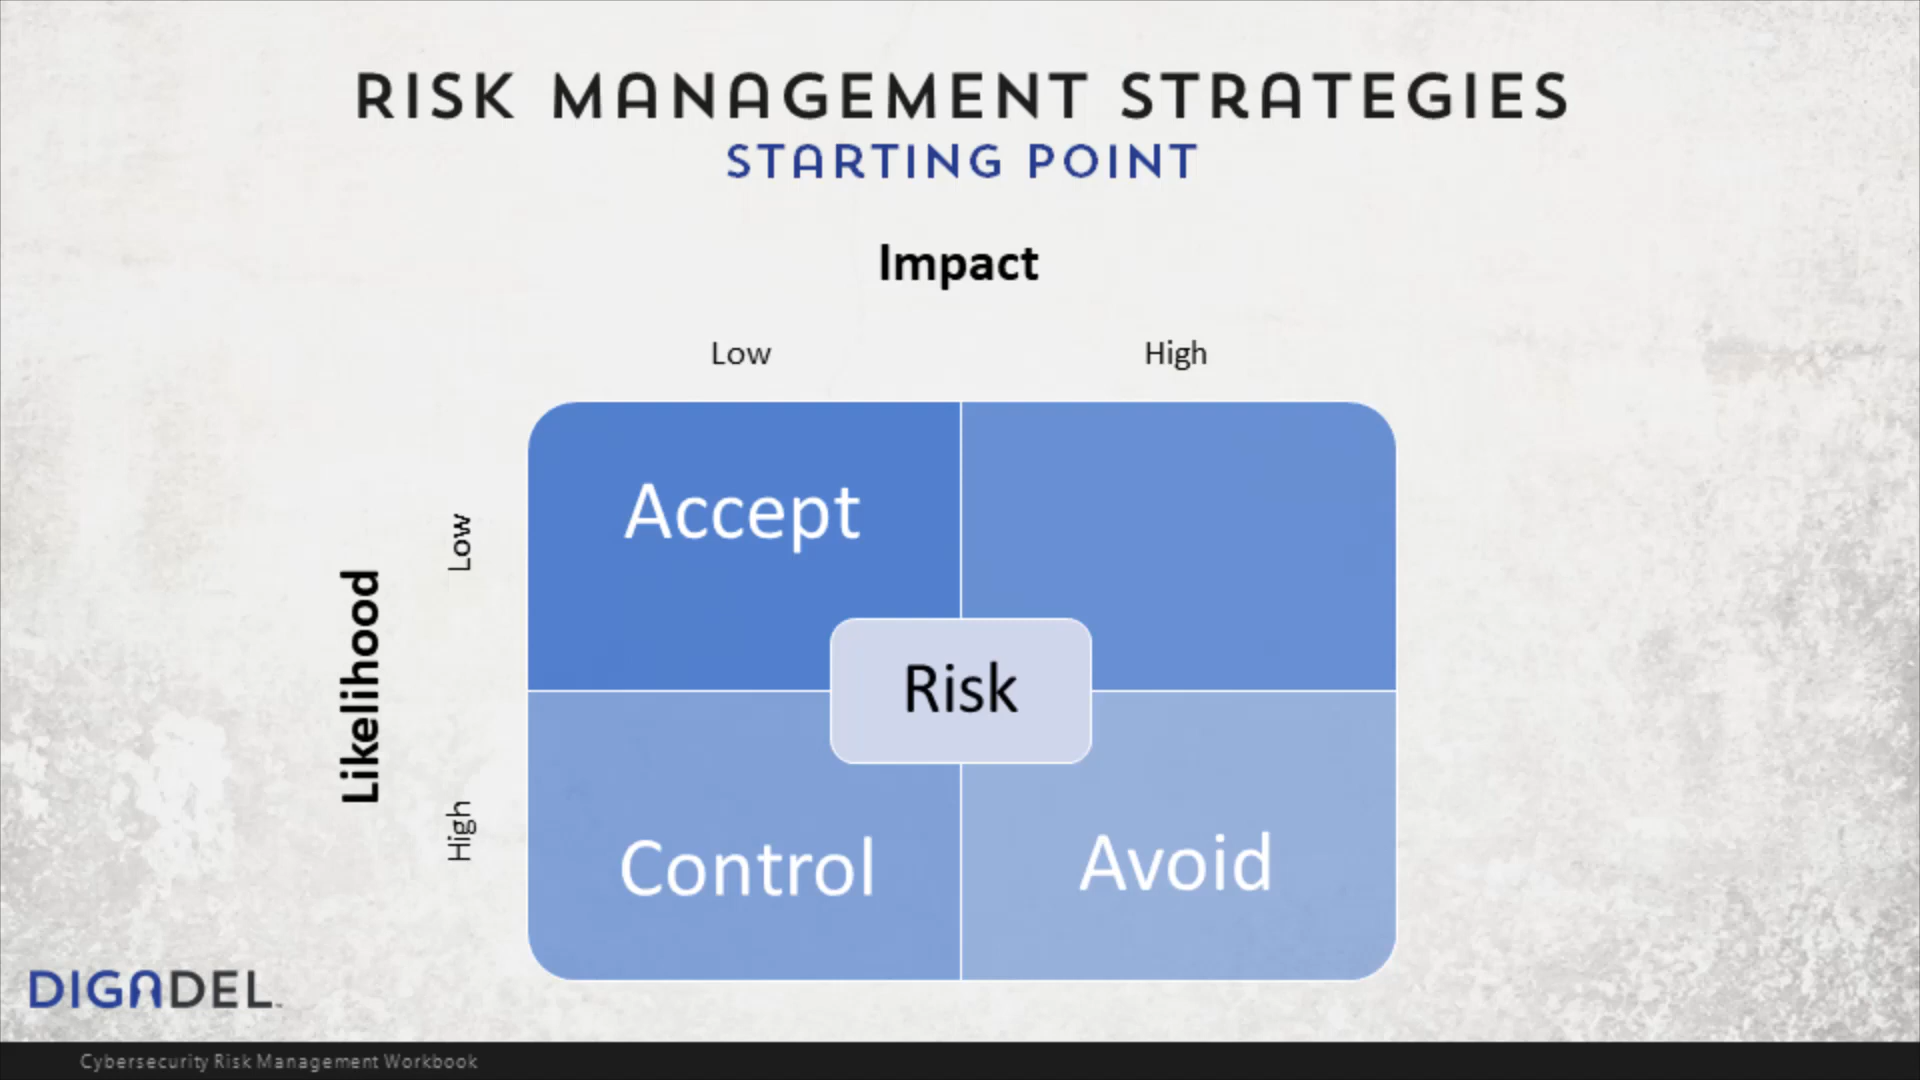 RISK MANAGEMENT STRATEGIES
STARTING POINT
Impact
Low High
Likelihood
Low
Accept
Risk
High
Control Avoid
DIGADEL™
Cybersecurity Risk Management Workbook